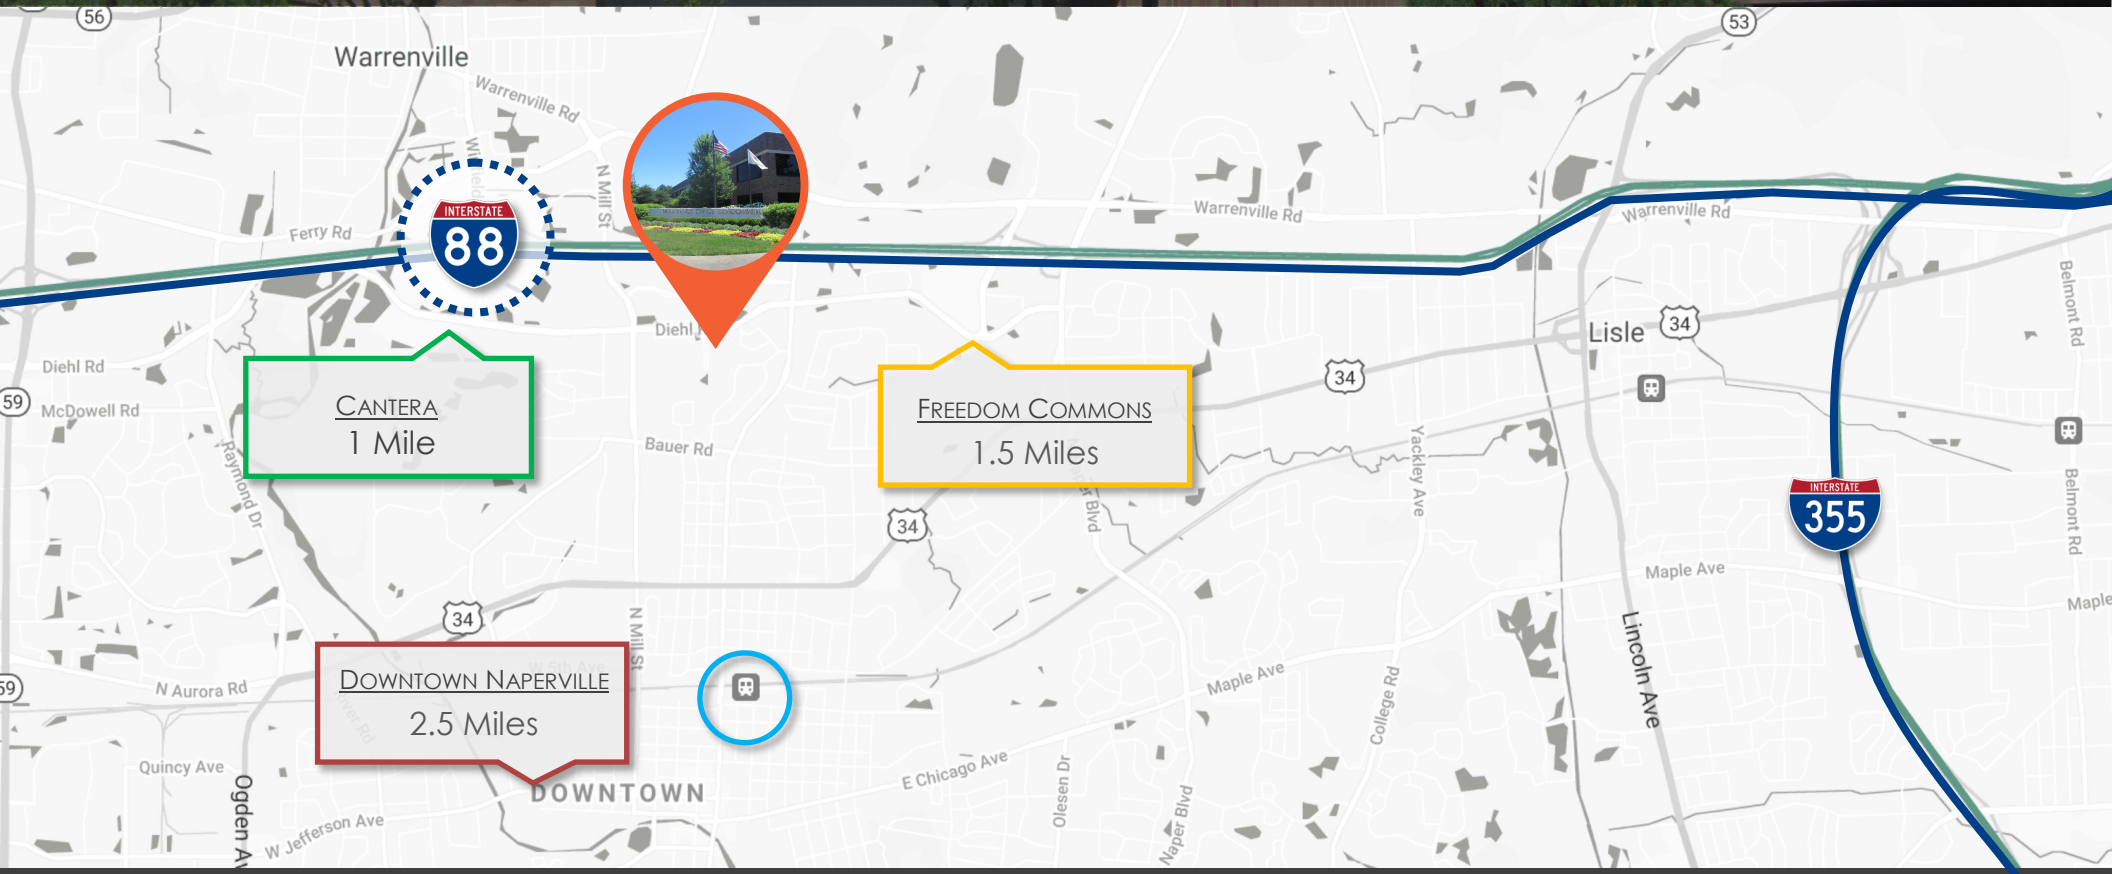 56
53
Warrenville
Warrenville Rd
N Mill St
INTERSTATE
88
Ferry Rd
Warrenville Rd
Warrenville Rd
Belmont Rd
Diehl
Lisle
34
34
Diehl Rd
59
McDowell Rd
CANTERA
1 Mile
FREEDOM COMMONS
1.5 Miles
Bauer Rd
Raymond Dr
Yackley Ave
34
Blvd
INTERSTATE
355
Belmont Rd
Maple Ave
Maple
34
N Mill St
W 5th Ave
DOWNTOWN NAPERVILLE
2.5 Miles
59
N Aurora Rd
Maple Ave
College Rd
Lincoln Ave
Quincy Ave
Ogden Av
DOWNTOWN
E Chicago Ave
Olesen Dr
Naper Blvd
W Jefferson Ave